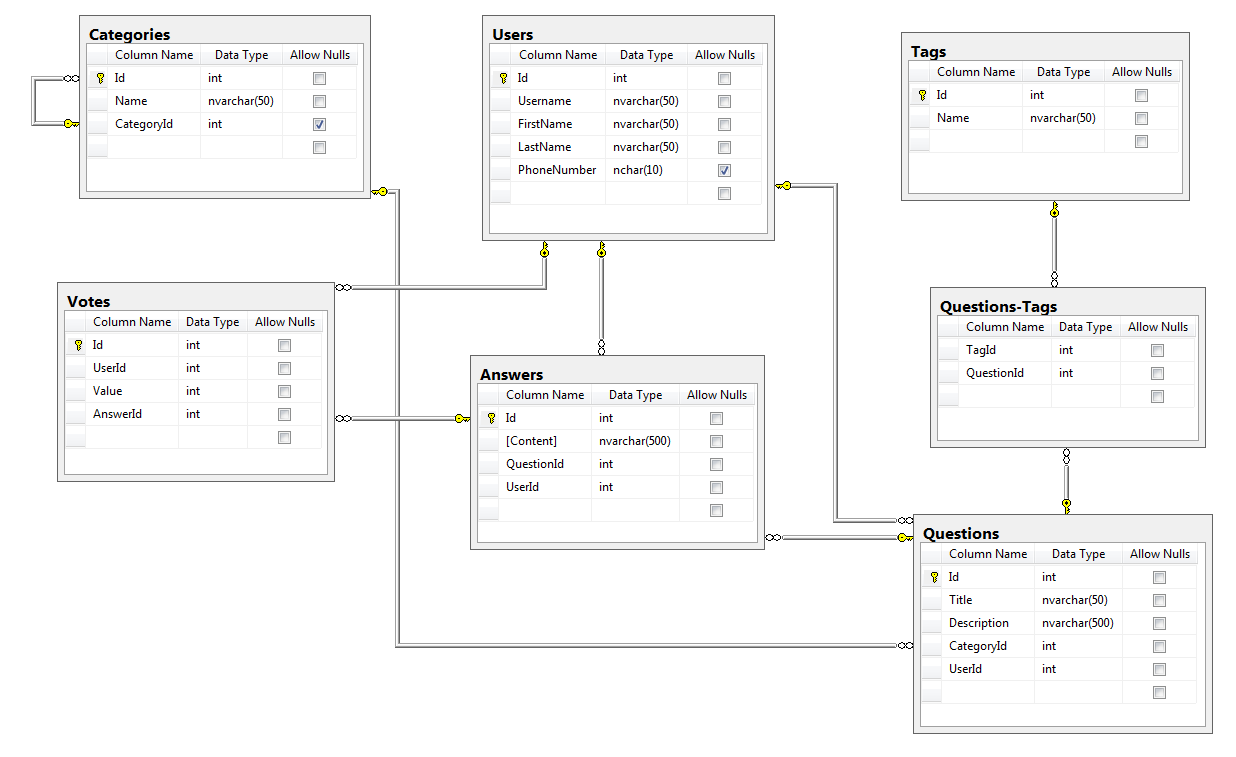 Categories
Column Name Data Type Allow Nulls
Id int
Name nvarchar(50)
CategoryId int
Users
Column Name Data Type Allow Nulls
Id int
Username nvarchar(50)
FirstName nvarchar(50)
LastName nvarchar(50)
PhoneNumber nchar(10)
Tags
Column Name Data Type Allow Nulls
Id int
Name nvarchar(50)
Votes
Column Name Data Type Allow Nulls
Id int
UserId int
Value int
AnswerId int
Answers
Column Name Data Type Allow Nulls
Id int
[Content] nvarchar(500)
QuestionId int
UserId int
Questions-Tags
Column Name Data Type Allow Nulls
TagId int
QuestionId int
Questions
Column Name Data Type Allow Nulls
Id int
Title nvarchar(50)
Description nvarchar(500)
CategoryId int
UserId int